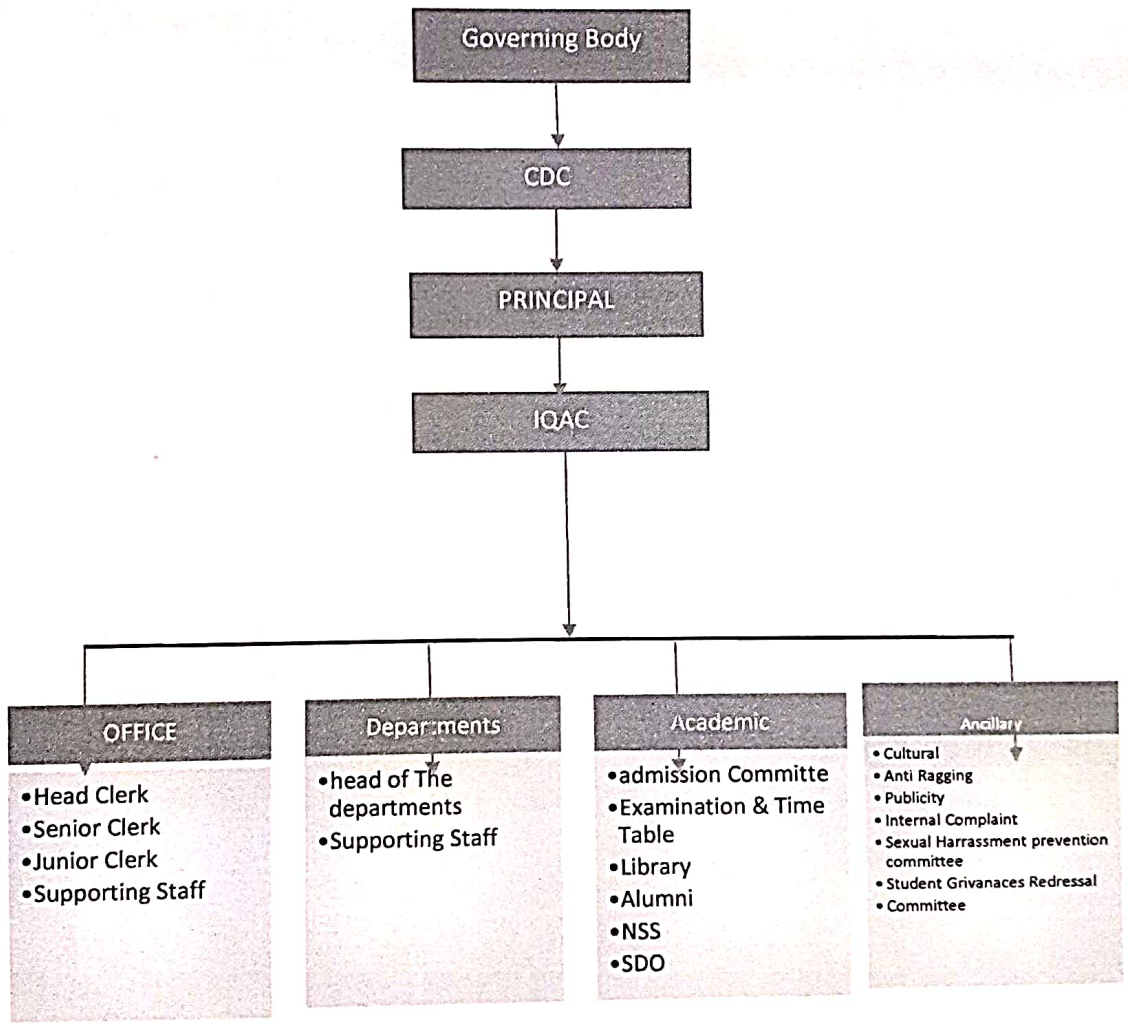 Governing Body
CDC
PRINCIPAL
IQAC
OFFICE
•Head Clerk
•Senior Clerk
•Junior Clerk
•Supporting Staff
Departments
•head of The
departments
•Supporting Staff
Academic
•admission Committe
•Examination & Time
Table
•Library
•Alumni
•NSS
•SDO
Ancillary
• Cultural
• Anti Ragging
• Publicity
• Internal Complaint
• Sexual Harrassment prevention
committee
• Student Grivanaces Redressal
• Committee